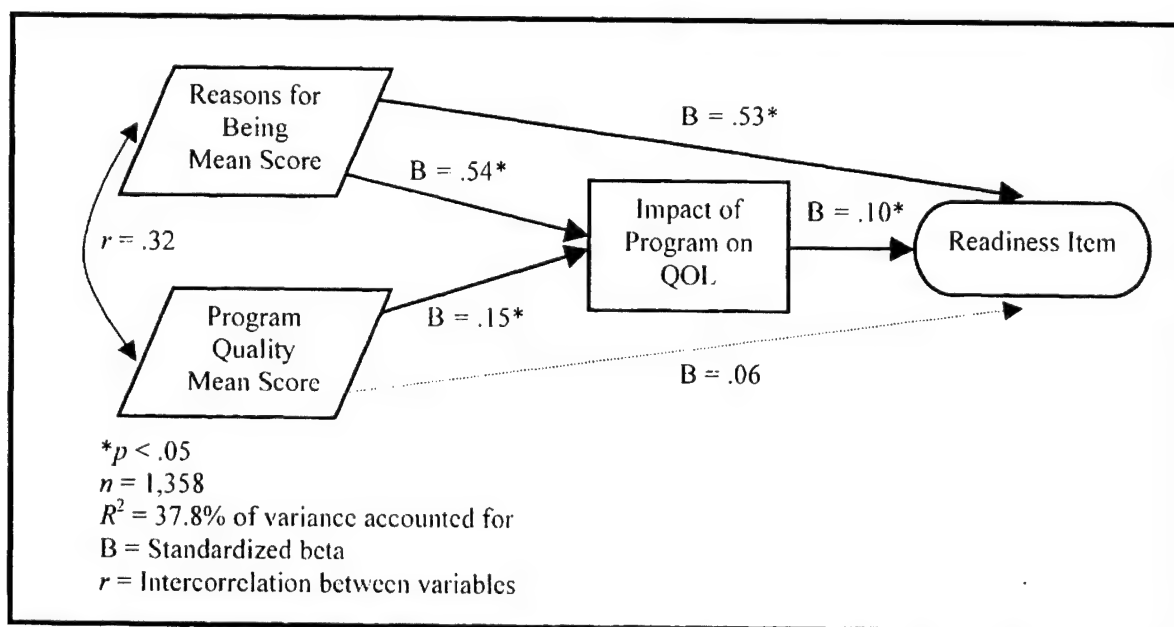 Reasons for
Being
Mean Score
B = .53*
B = .54*
r = .32
Impact of
Program on
QOL
B = .10*
Readiness Item
Program
Quality
Mean Score
B = .15*
B = .06
*p < .05
n = 1,358
R² = 37.8% of variance accounted for
B = Standardized beta
r = Intercorrelation between variables